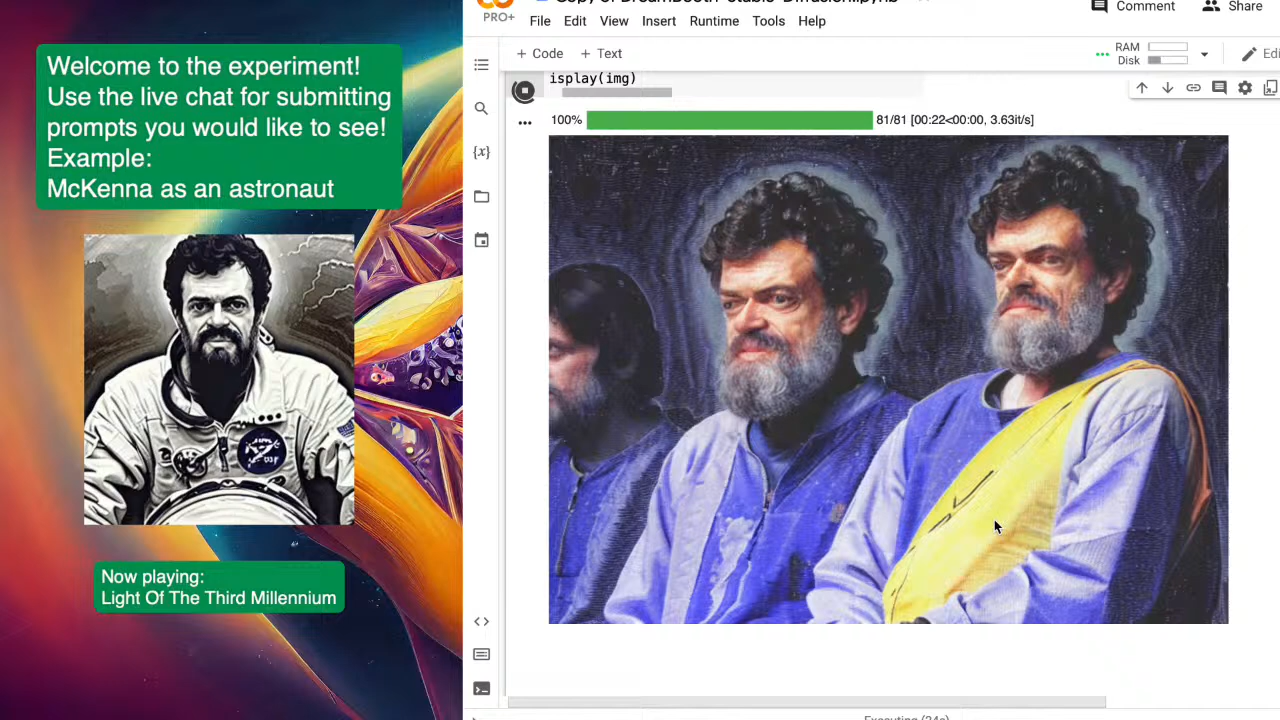 Welcome to the experiment!
Use the live chat for submitting
prompts you would like to see!
Example:
McKenna as an astronaut
Now playing:
Light Of The Third Millennium
PRO+
File Edit View Insert Runtime Tools Help
Comment Share
+ Code + Text
RAM
Disk
Edi
isplay(img)
100% 81/81 [00:22<00:00, 3.63it/s]
{x}